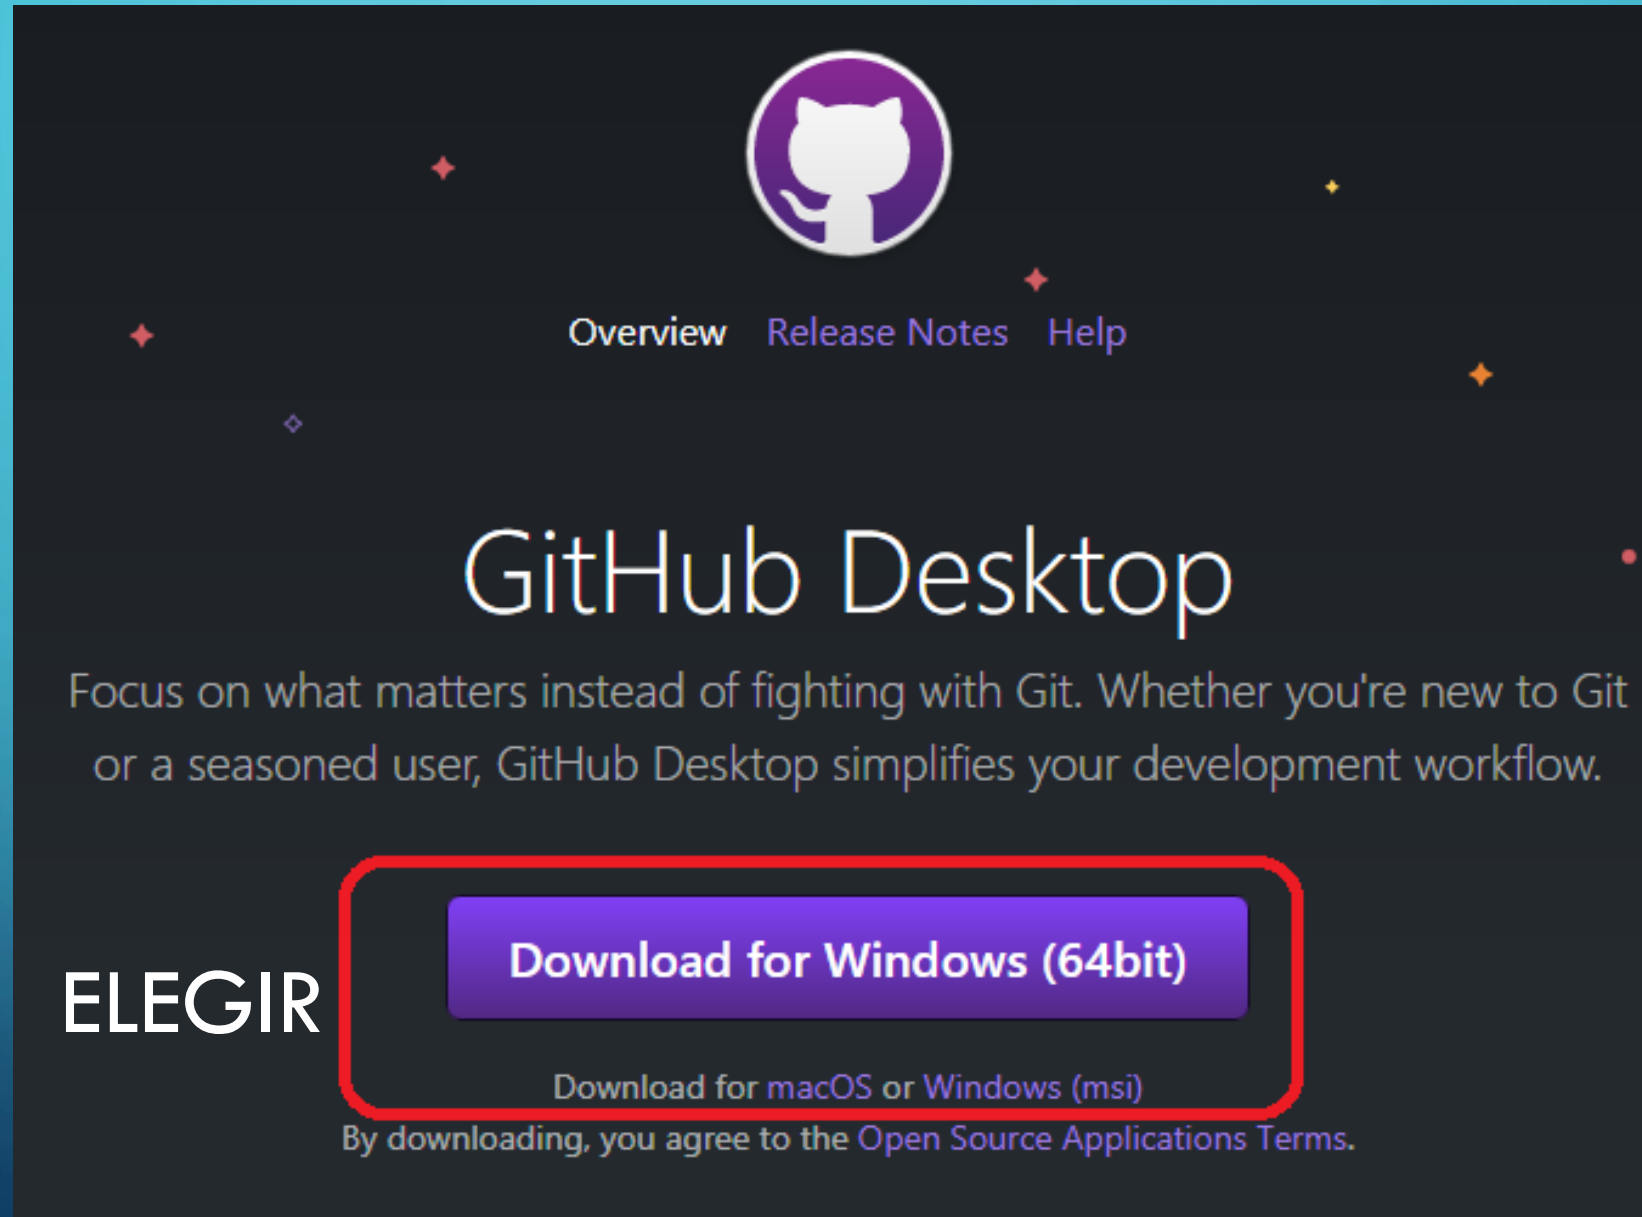 Overview Release Notes Help
GitHub Desktop
Focus on what matters instead of fighting with Git. Whether you're new to Git
or a seasoned user, GitHub Desktop simplifies your development workflow.
Download for Windows (64bit)
ELEGIR
Download for macOS or Windows (msi)
By downloading, you agree to the Open Source Applications Terms.